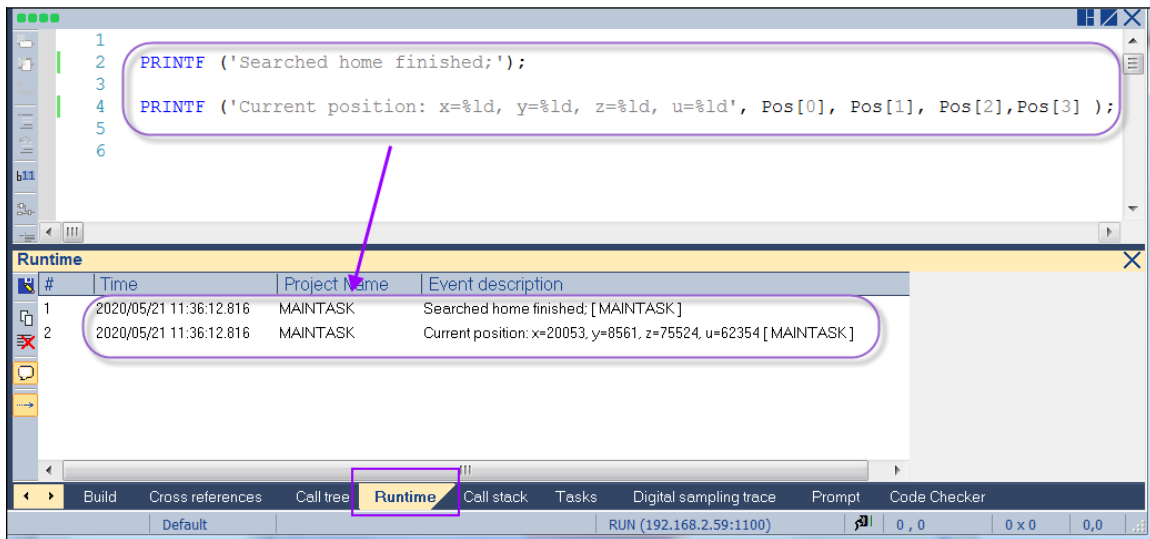 1
2 PRINTF ('Searched home finished;');
3
4 PRINTF ('Current position: x=%ld, y=%ld, z=%ld, u=%ld', Pos[0], Pos[1], Pos[2],Pos[3] );
5
6
b11
Runtime
# Time Project Name Event description
1 2020/05/21 11:36:12.816 MAINTASK Searched home finished; [ MAINTASK ]
2 2020/05/21 11:36:12.816 MAINTASK Current position: x=20053, y=8561, z=75524, u=62354 [ MAINTASK ]
Build Cross references Call tree Runtime Call stack Tasks Digital sampling trace Prompt Code Checker
Default RUN (192.168.2.59:1100) 0 , 0 0 x 0 0,0